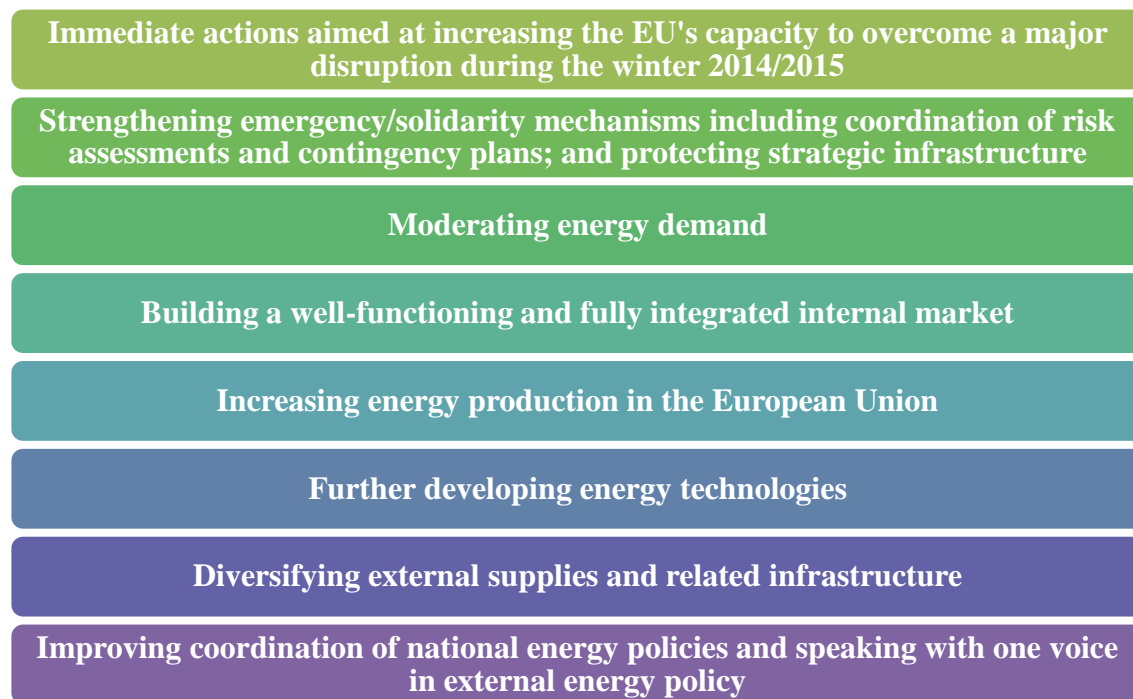 Immediate actions aimed at increasing the EU's capacity to overcome a major
disruption during the winter 2014/2015
Strengthening emergency/solidarity mechanisms including coordination of risk
assessments and contingency plans; and protecting strategic infrastructure
Moderating energy demand
Building a well-functioning and fully integrated internal market
Increasing energy production in the European Union
Further developing energy technologies
Diversifying external supplies and related infrastructure
Improving coordination of national energy policies and speaking with one voice
in external energy policy